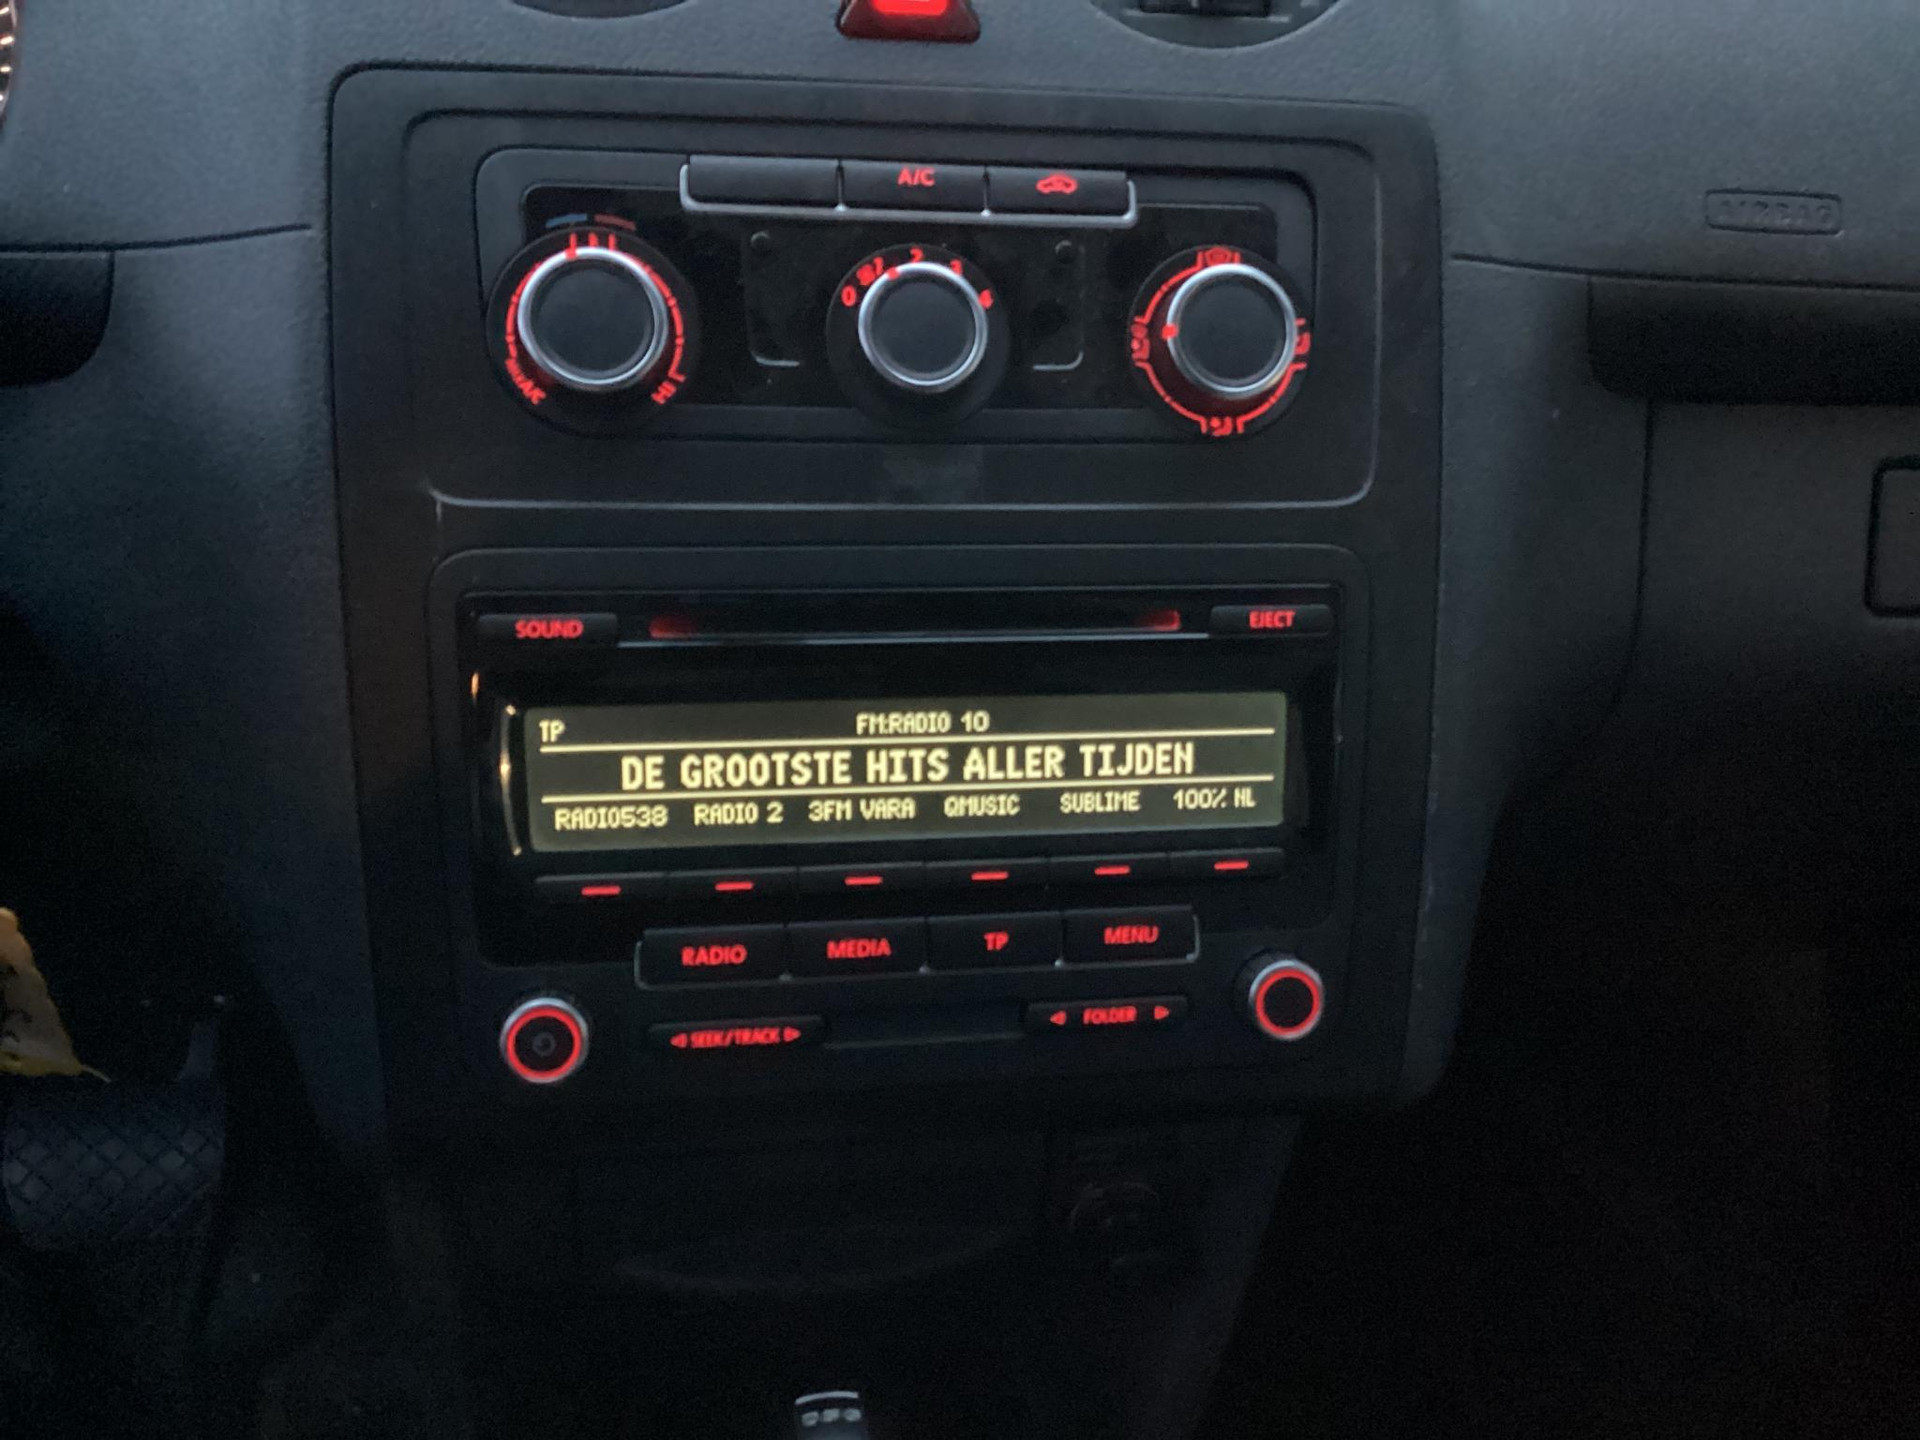 A/C
0 1 2 3 4
A/C HI
AIRBAG
SOUND EJECT
TP FM:RADIO 10
DE GROOTSTE HITS ALLER TIJDEN
RADIO538 RADIO 2 3FM VARA QMUSIC SUBLIME 100% NL
RADIO MEDIA TP MENU
SEEK/TRACK FOLDER